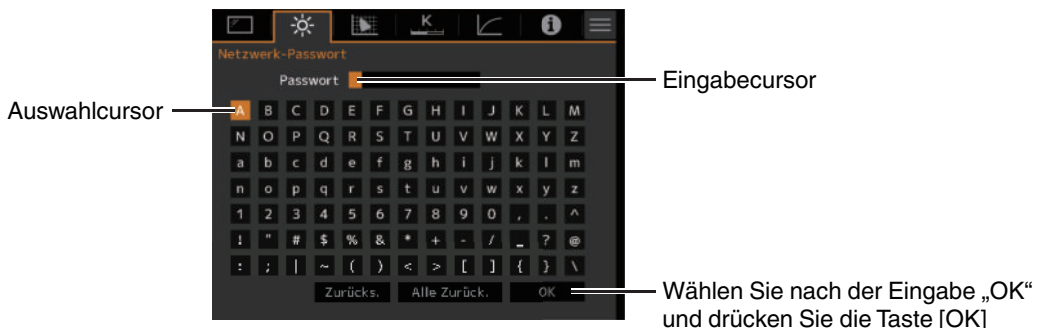 K
Netzwerk-Passwort
Passwort
Eingabecursor
Auswahlcursor
A B C D E F G H I J K L M
N O P Q R S T U V W X Y Z
a b c d e f g h i j k l m
n o p q r s t u v w x y z
1 2 3 4 5 6 7 8 9 0 , . ^
! " # $ % & * + - / _ ? @
: ; | ~ ( ) < > [ ] { } \
Zurücks. Alle Zurück. OK
Wählen Sie nach der Eingabe „OK“
und drücken Sie die Taste [OK]